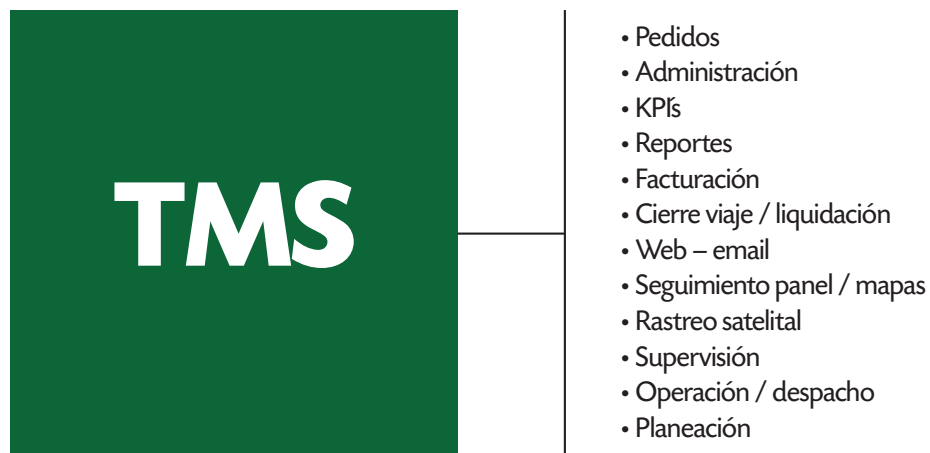 TMS
• Pedidos
• Administración
• KPI's
• Reportes
• Facturación
• Cierre viaje / liquidación
• Web – email
• Seguimiento panel / mapas
• Rastreo satelital
• Supervisión
• Operación / despacho
• Planeación